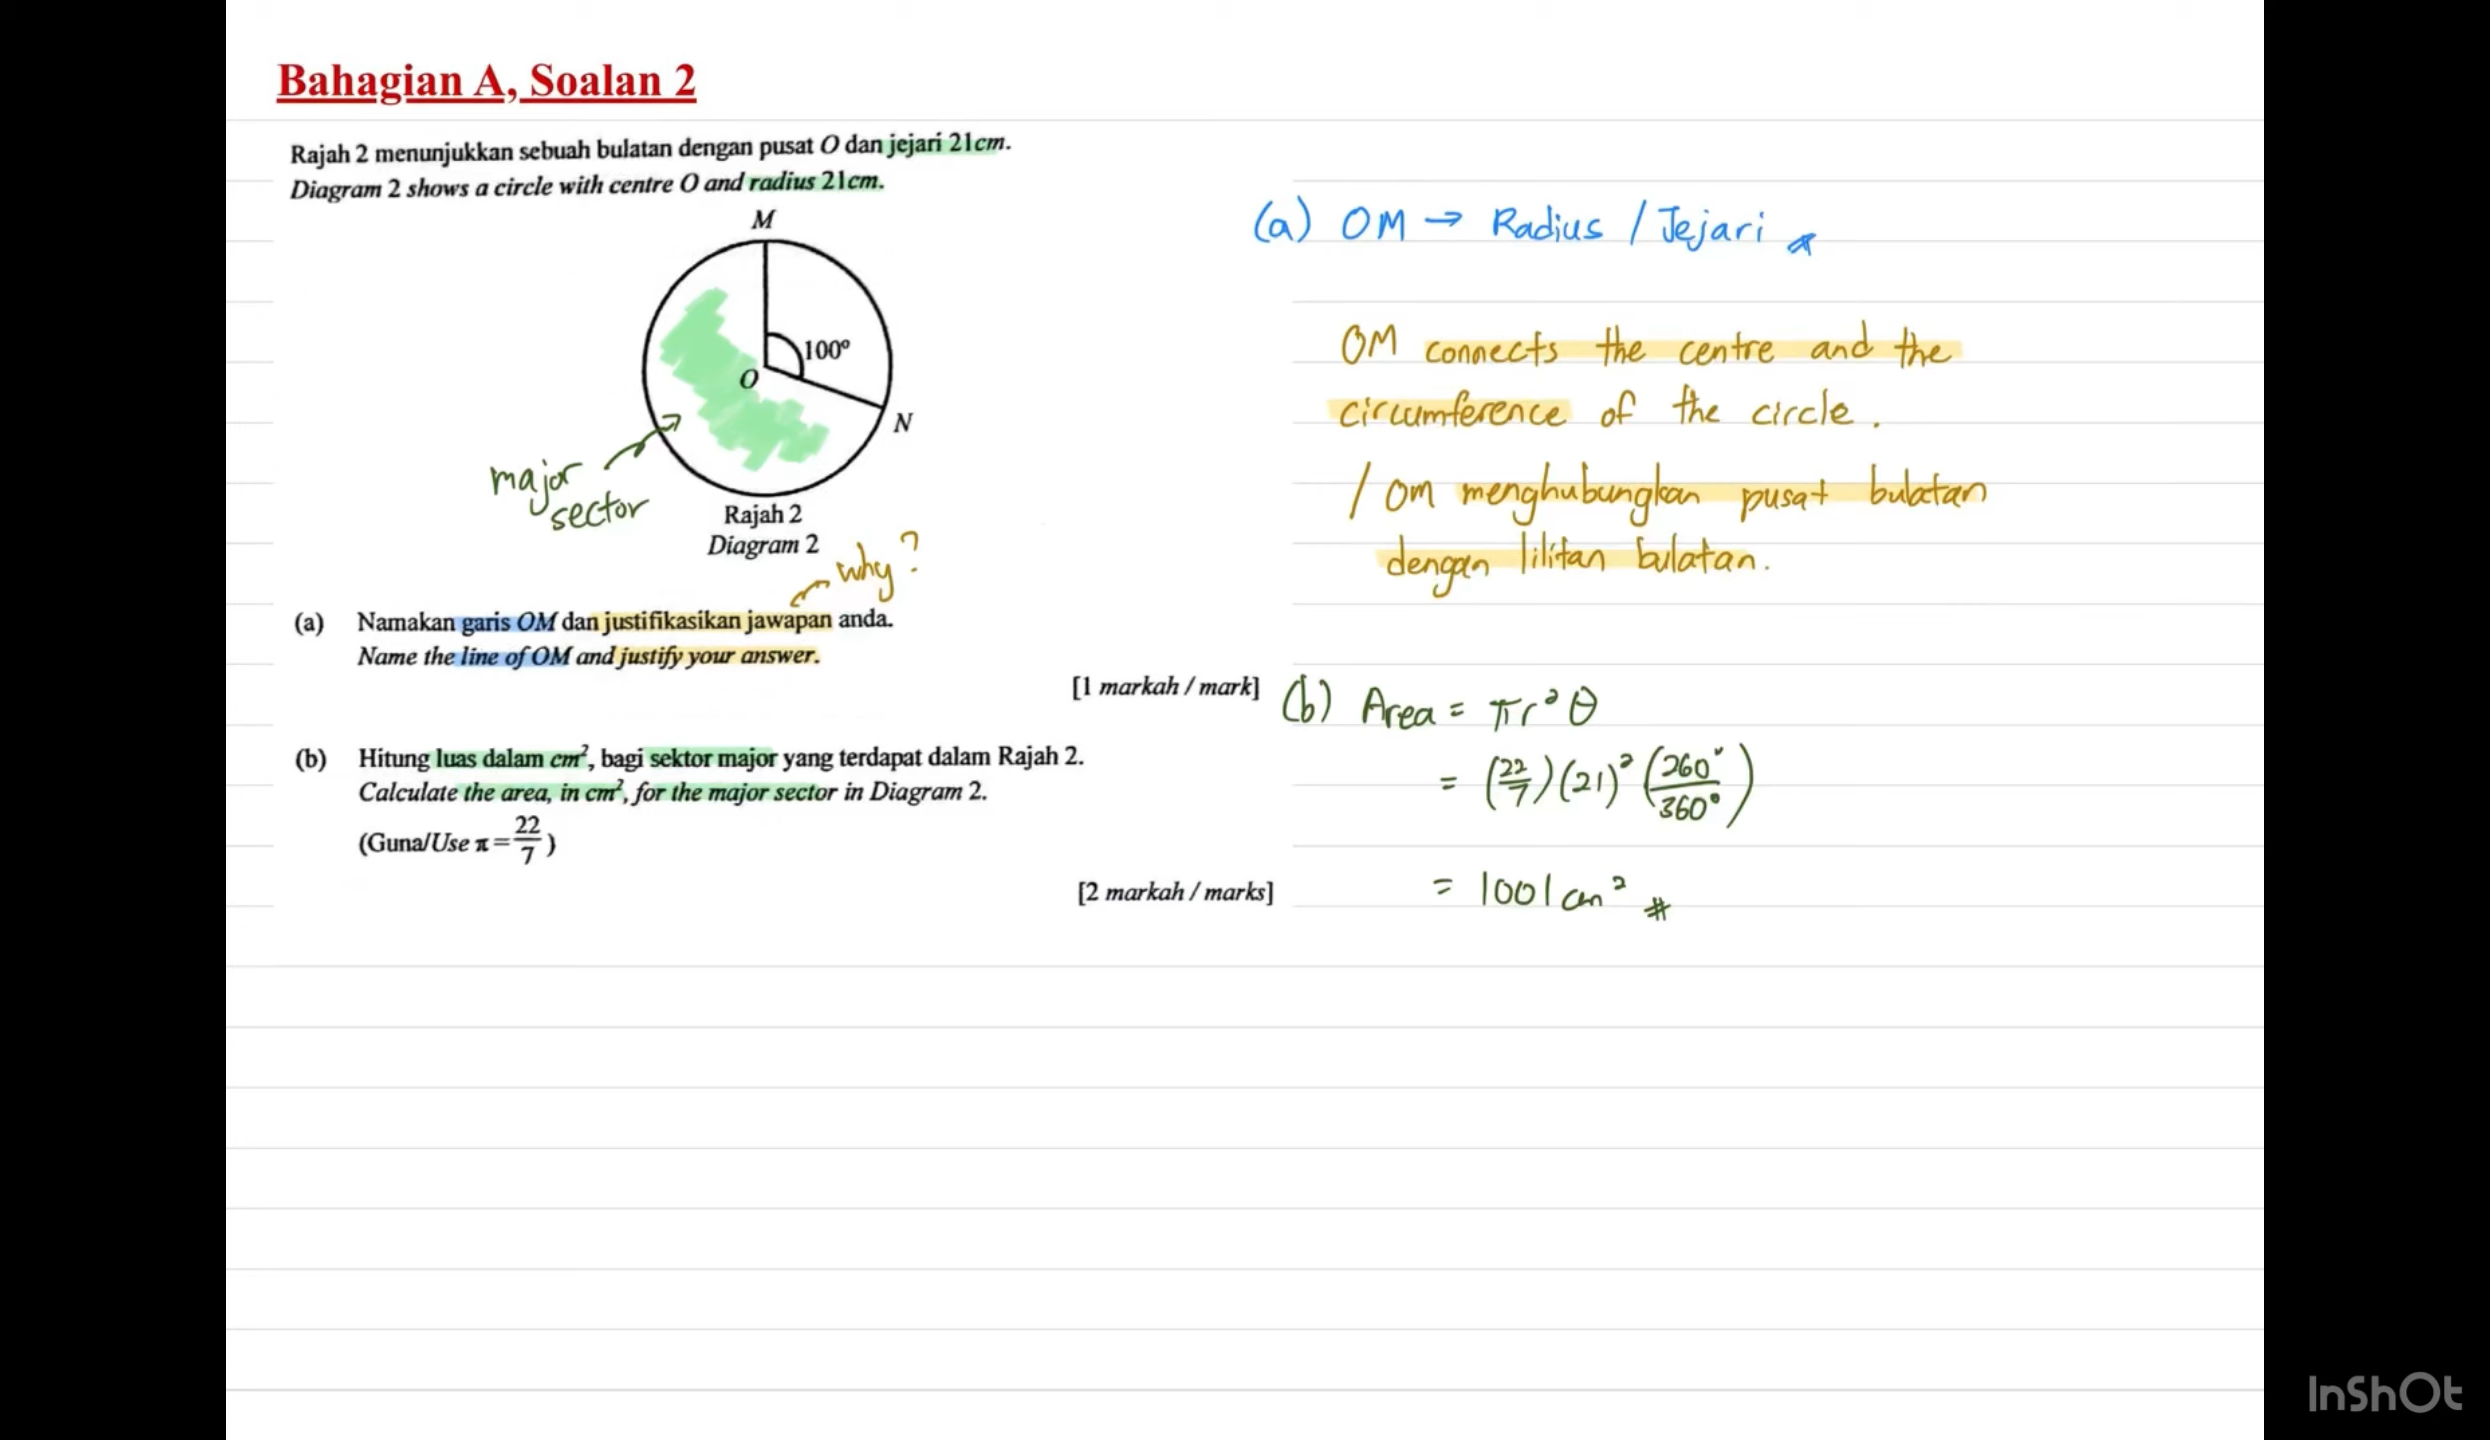 Bahagian A, Soalan 2
Rajah 2 menunjukkan sebuah bulatan dengan pusat O dan jejari 21cm.
Diagram 2 shows a circle with centre O and radius 21cm.
M
100°
O
N
major
sector
Rajah 2
Diagram 2
why?
(a) Namakan garis OM dan justifikasikan jawapan anda.
Name the line of OM and justify your answer.
[1 markah / mark]
(b) Hitung luas dalam cm², bagi sektor major yang terdapat dalam Rajah 2.
Calculate the area, in cm², for the major sector in Diagram 2.
(Guna/Use π = 22/7)
[2 markah / marks]
(a) OM → Radius / Jejari
OM connects the centre and the
circumference of the circle.
/ OM menghubungkan pusat bulatan
dengan lilitan bulatan.
(b) Area = πr²θ
= (22/7)(21)²(260°/360°)
= 1001 cm² #
InShOt